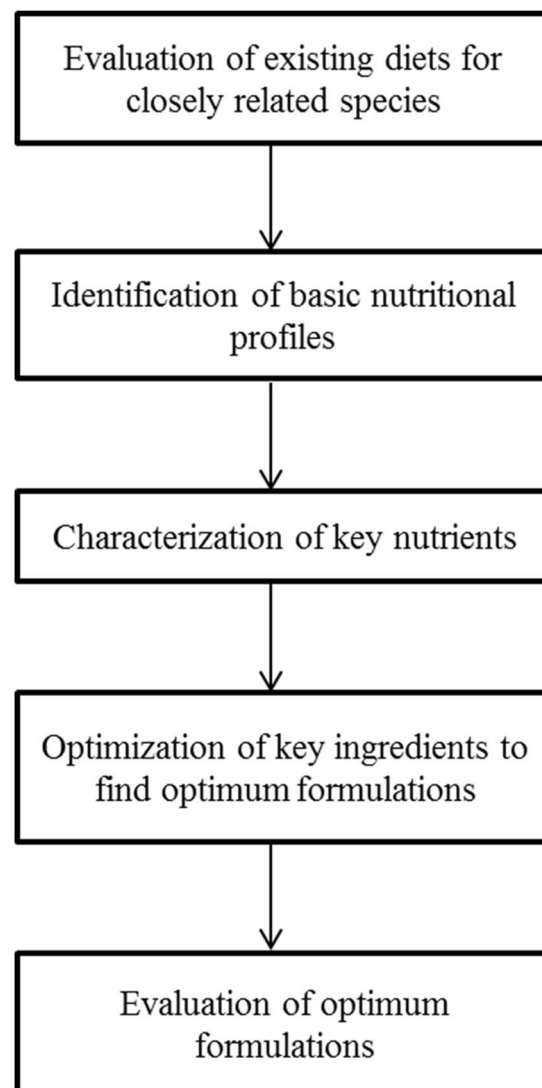 Evaluation of existing diets for
closely related species
Identification of basic nutritional
profiles
Characterization of key nutrients
Optimization of key ingredients to
find optimum formulations
Evaluation of optimum
formulations